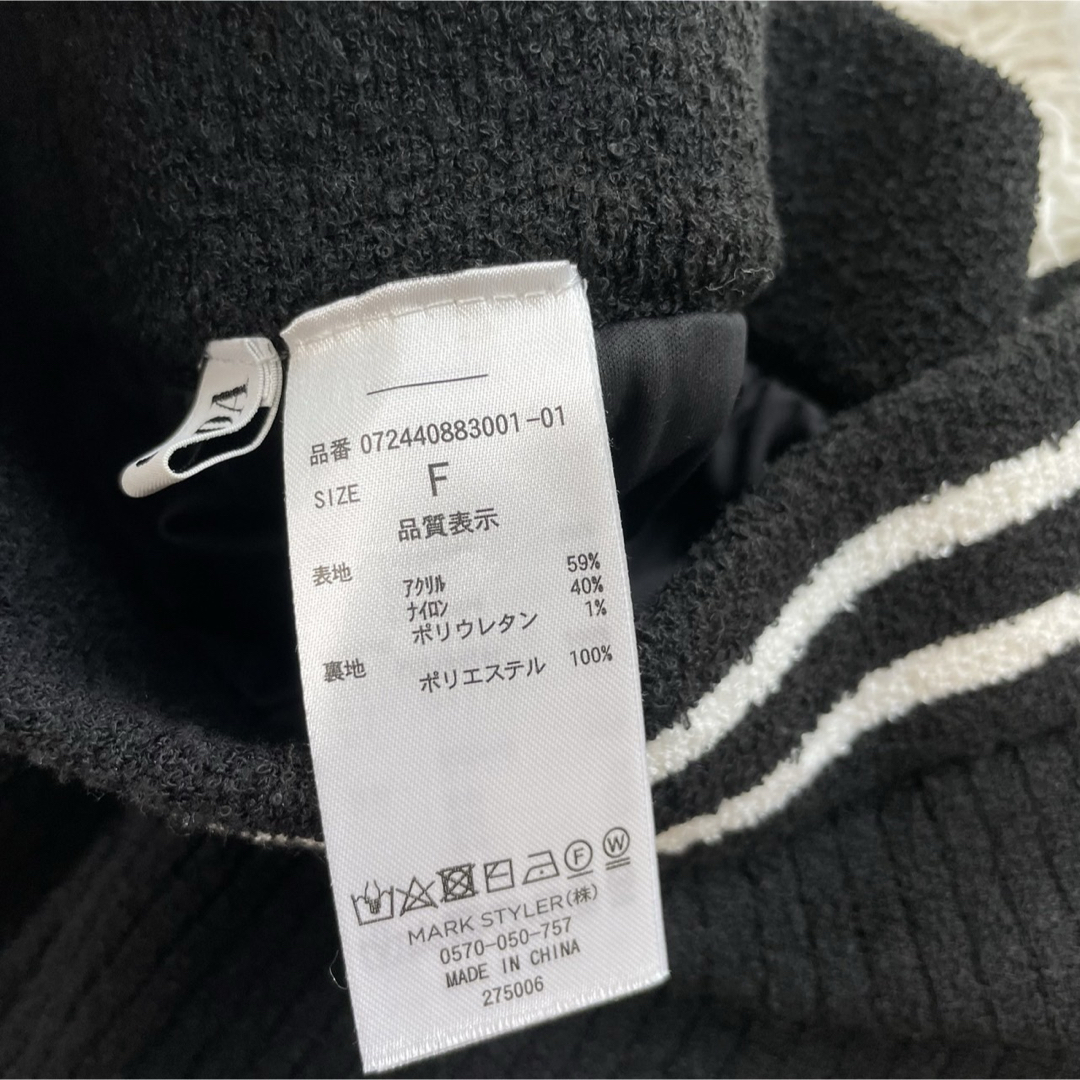 品番 072440883001-01
SIZE F
品質表示
表地
アクリル 59%
ナイロン 40%
ポリウレタン 1%
裏地
ポリエステル 100%
F W
MARK STYLER(株)
0570-050-757
MADE IN CHINA
275006